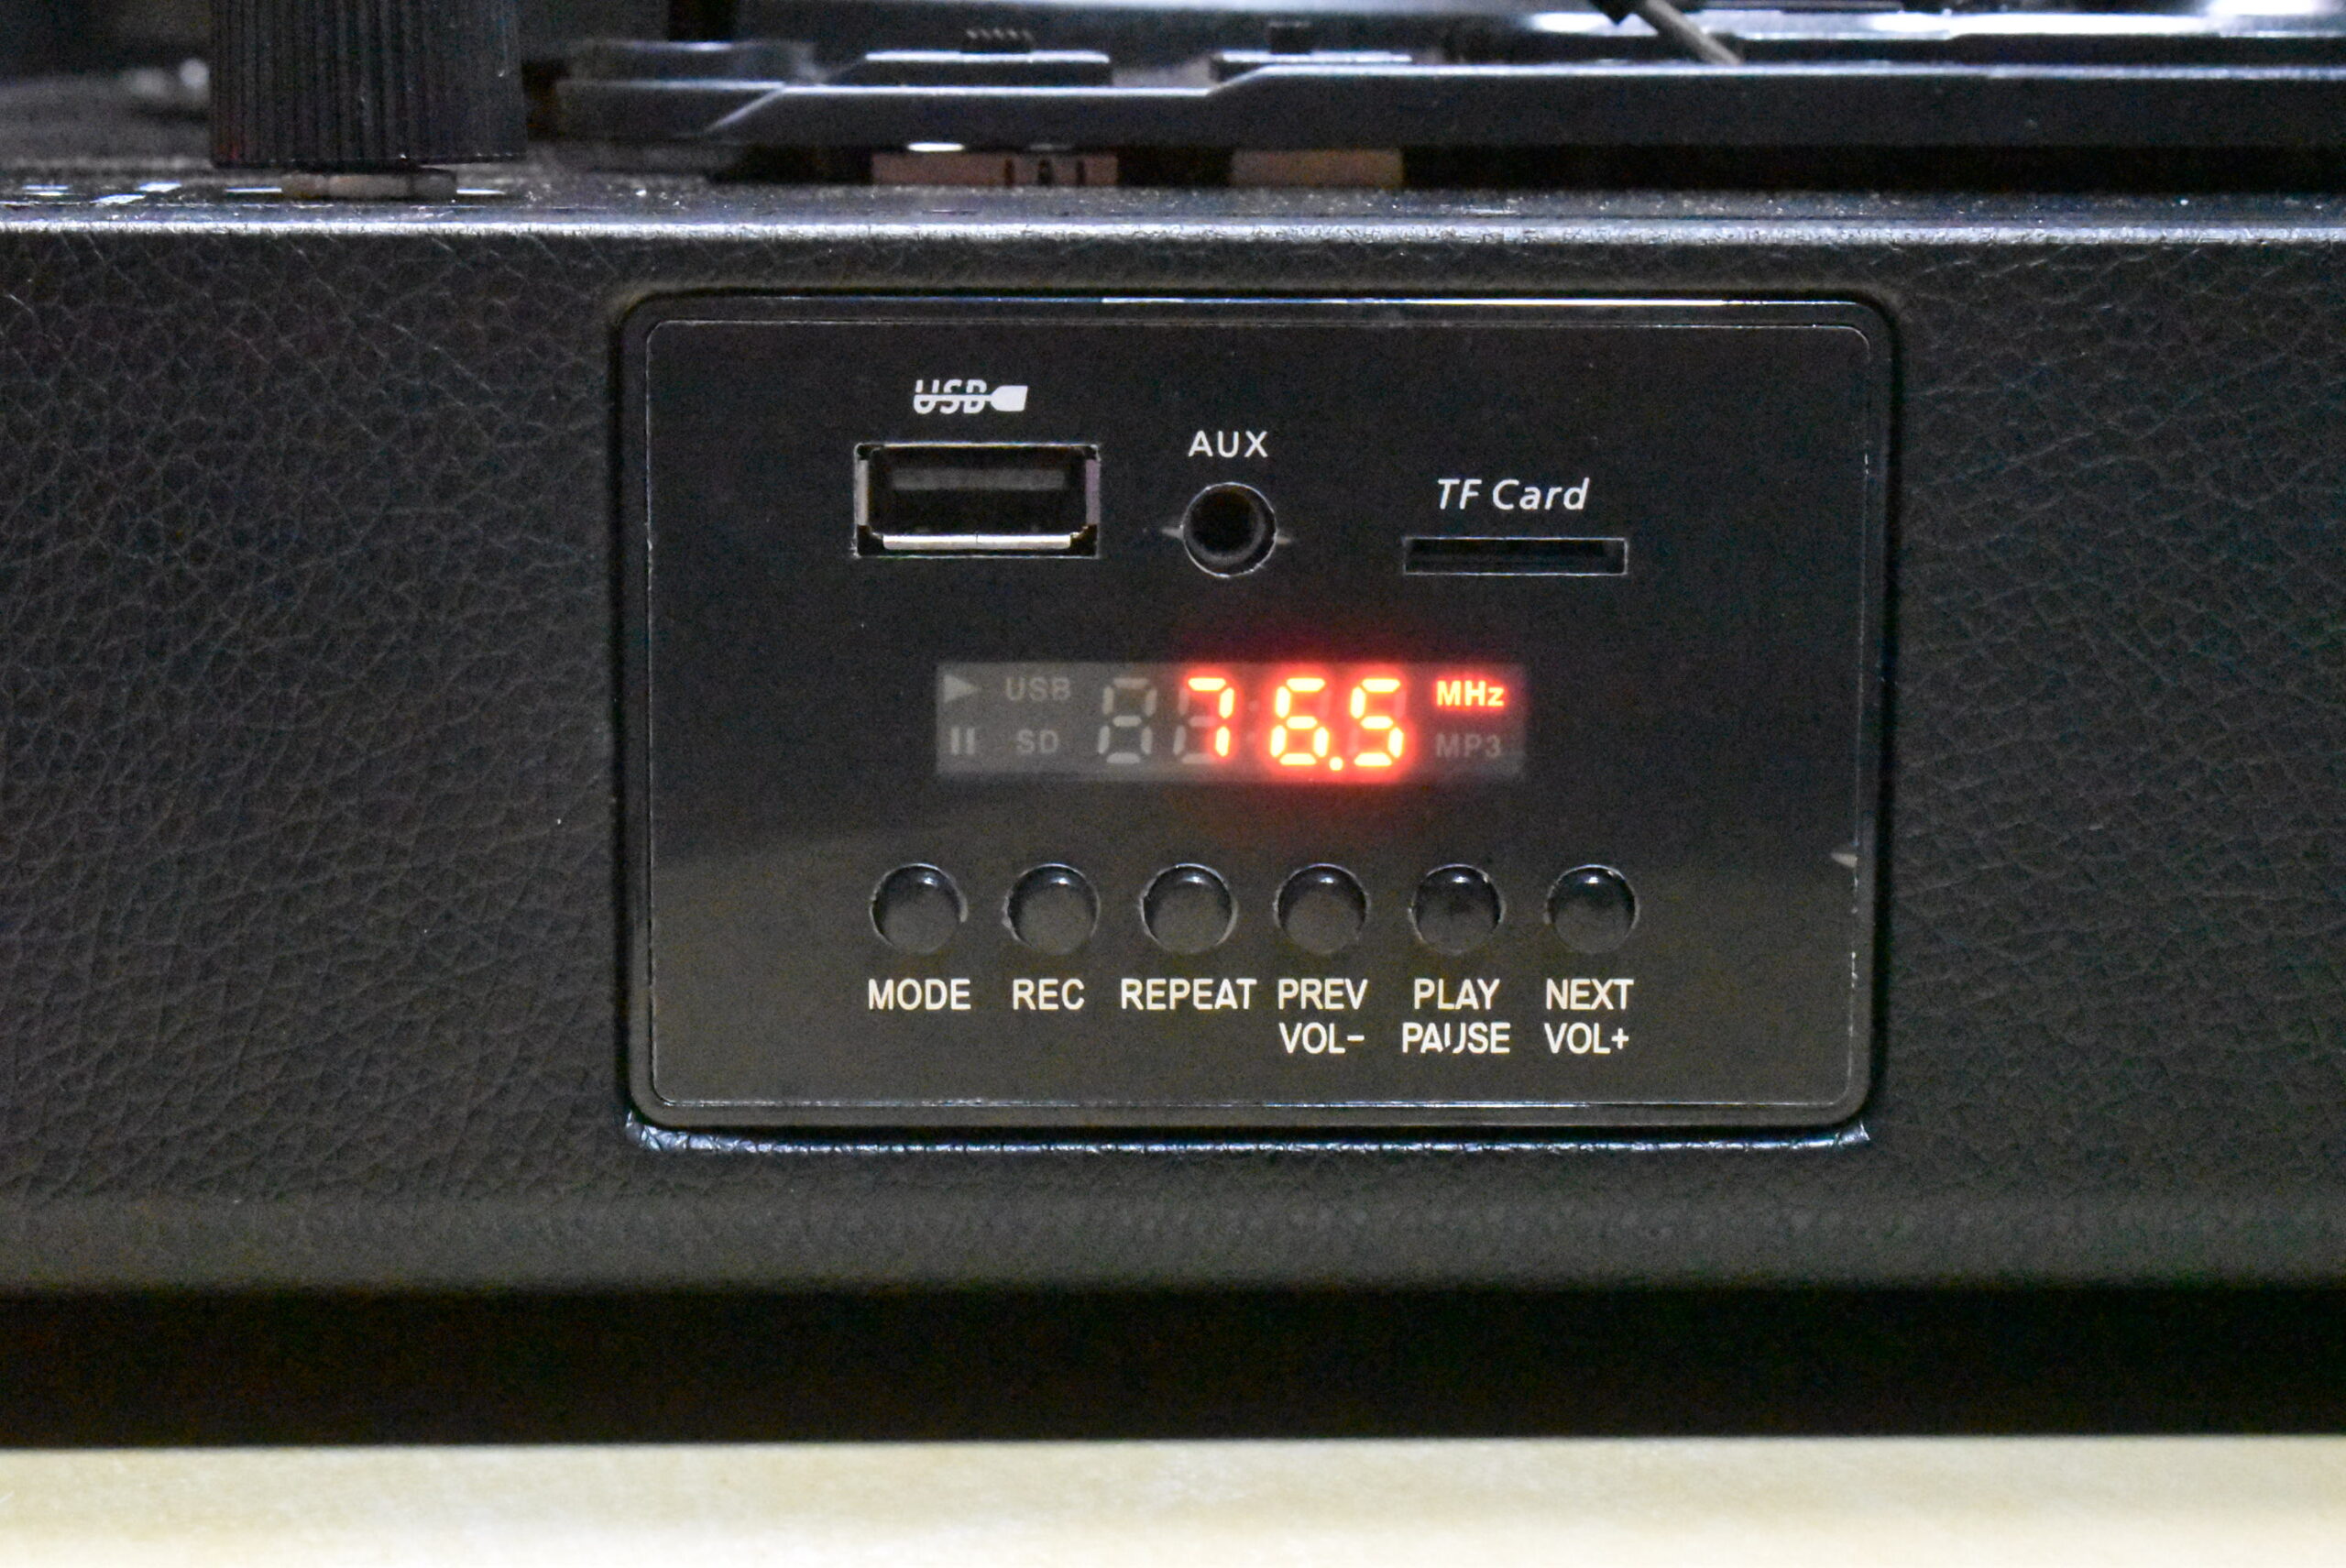 USB
AUX
TF Card
USB 76.5 MHz
SD MP3
MODE REC REPEAT PREV PLAY NEXT
VOL- PAUSE VOL+